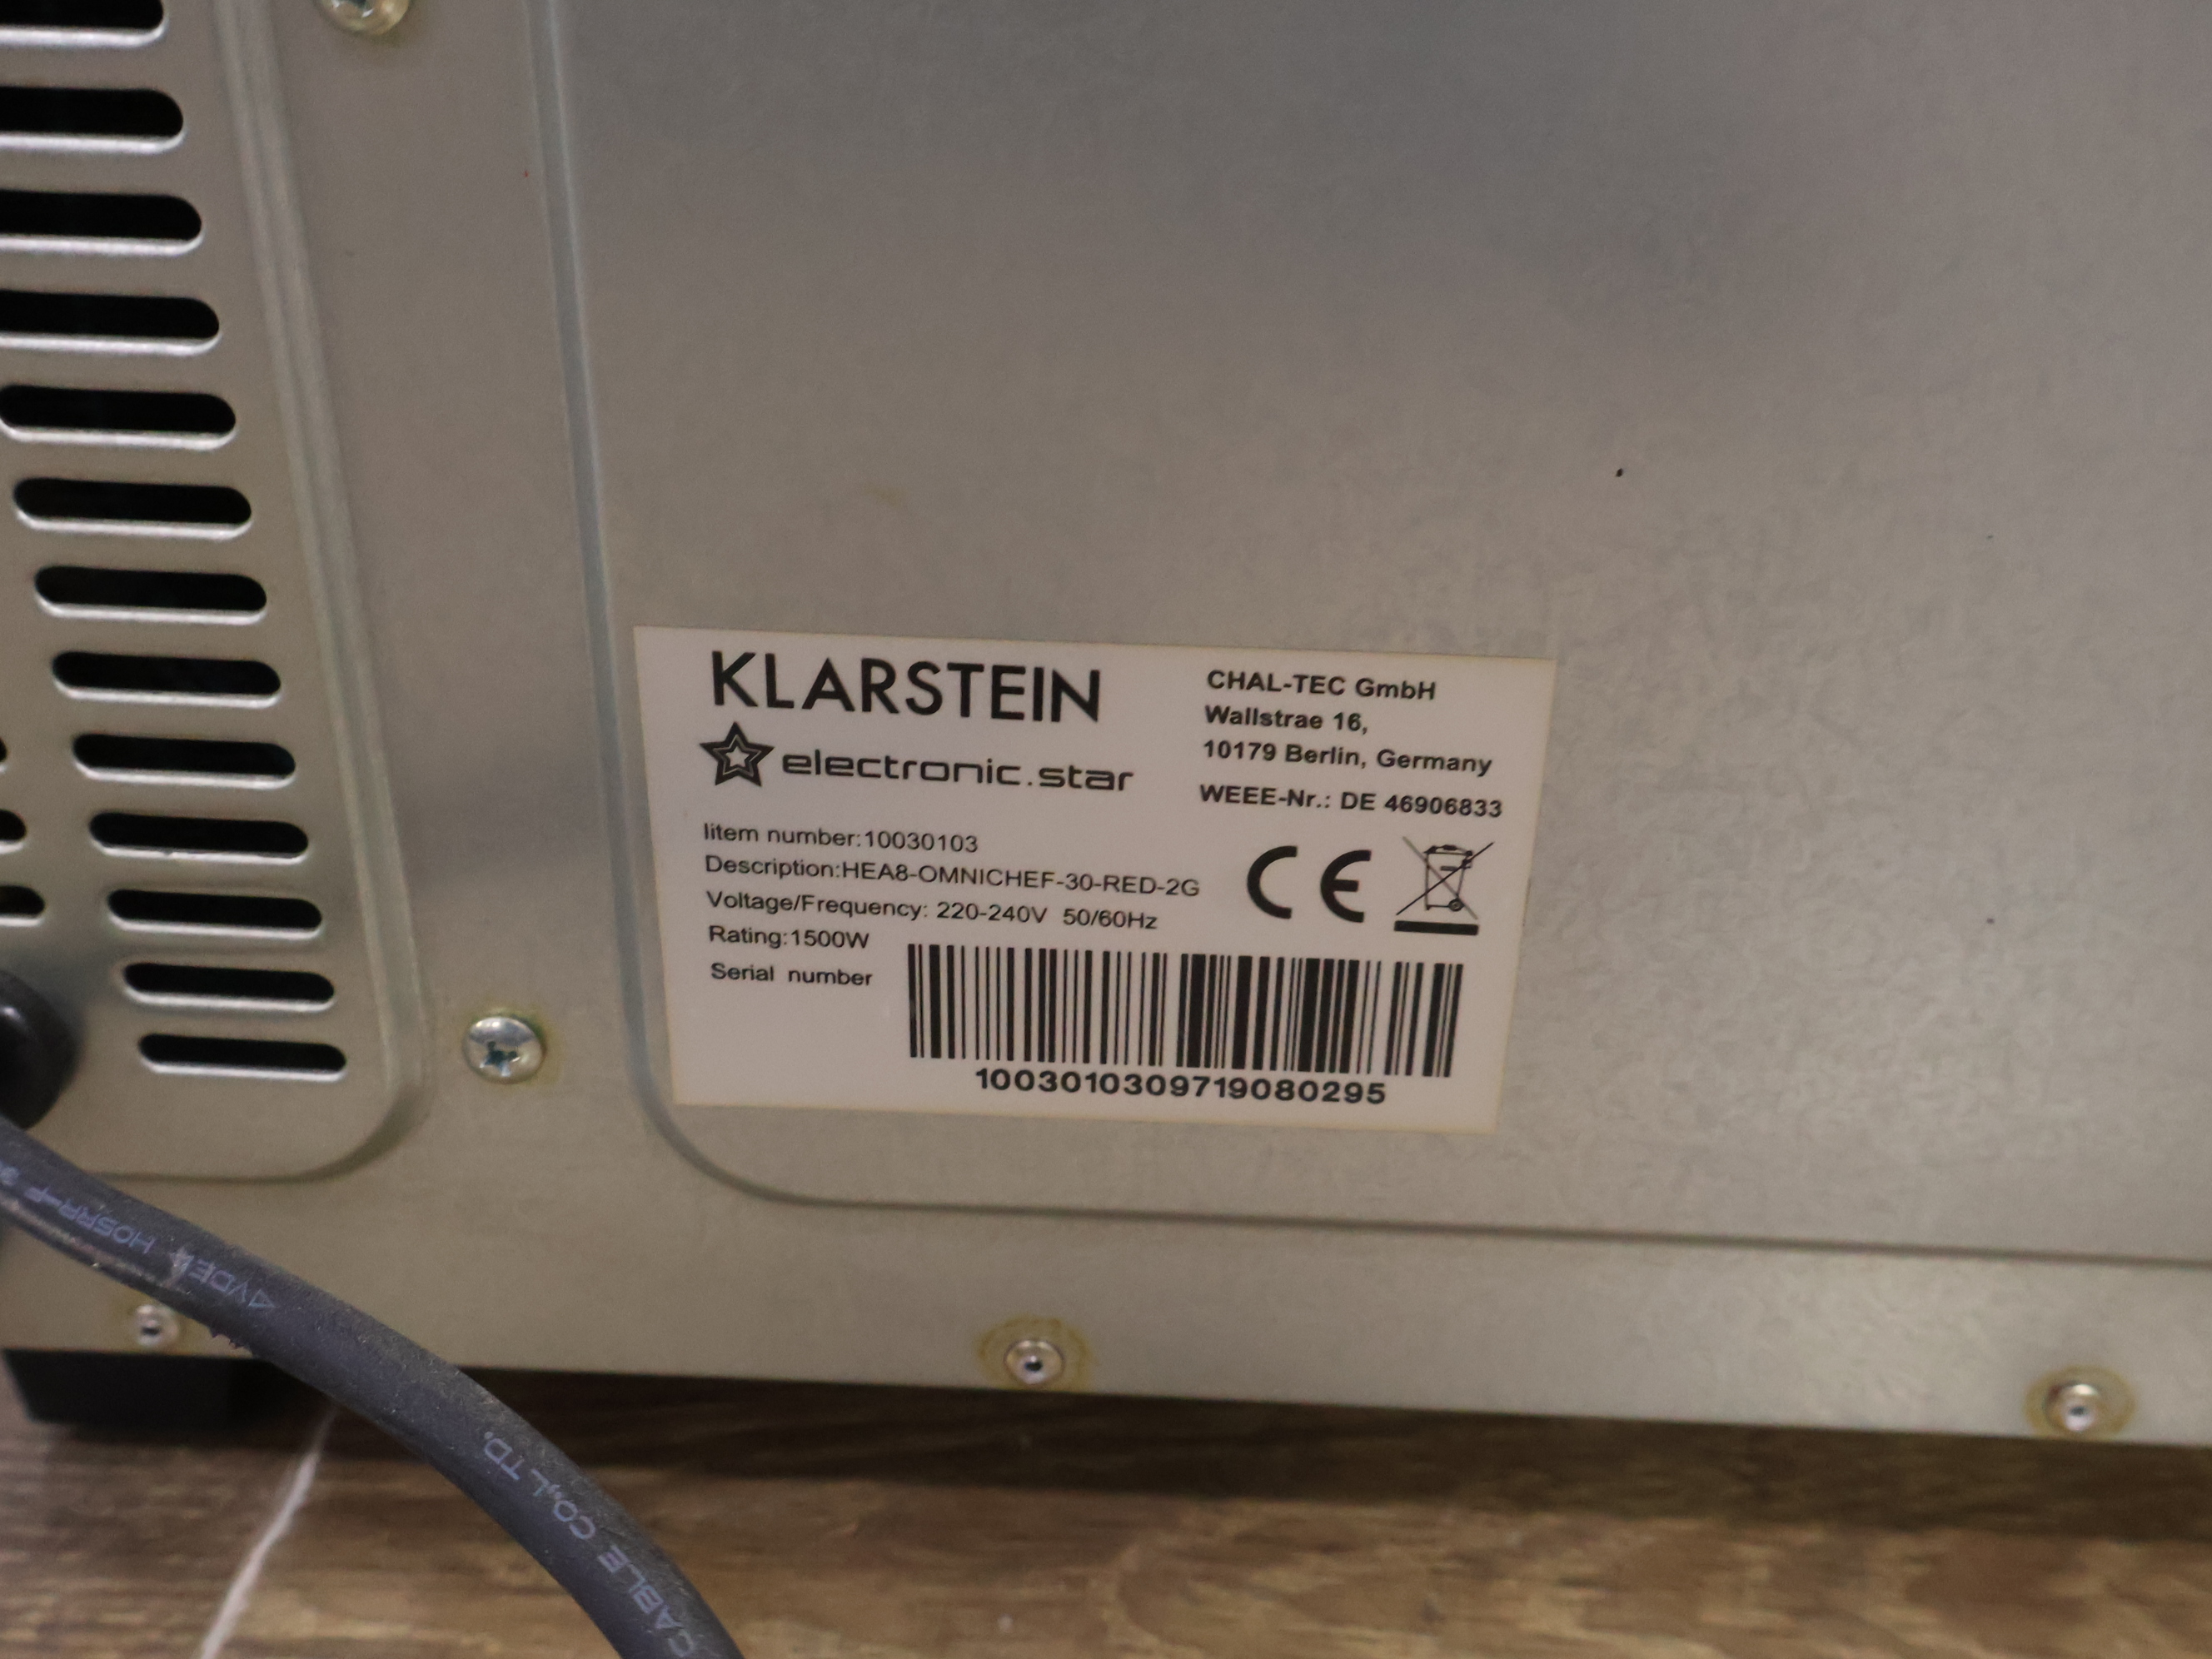 KLARSTEIN
electronic.star
CHAL-TEC GmbH
Wallstrae 16,
10179 Berlin, Germany
WEEE-Nr.: DE 46906833
Iitem number:10030103
Description:HEA8-OMNICHEF-30-RED-2G
Voltage/Frequency: 220-240V 50/60Hz
Rating:1500W
Serial number
CE
1003010309719080295
VDE H05RR-F
CABLE CO.,LTD.